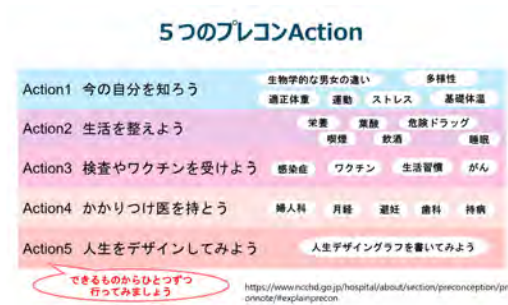 5つのプレコンAction
Action1 今の自分を知ろう
生物学的な男女の違い 多様性
適正体重 運動 ストレス 基礎体温
Action2 生活を整えよう
栄養 葉酸 危険ドラッグ
喫煙 飲酒 睡眠
Action3 検査やワクチンを受けよう
感染症 ワクチン 生活習慣 がん
Action4 かかりつけ医を持とう
婦人科 月経 避妊 歯科 持病
Action5 人生をデザインしてみよう
人生デザイングラフを書いてみよう
できるものからひとつずつ
行ってみましょう
https://www.ncchd.go.jp/hospital/about/section/preconception/pr
onnote/#explainprecon